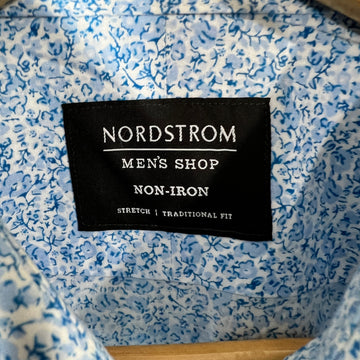 NORDSTROM
MEN'S SHOP
NON-IRON
STRETCH | TRADITIONAL FIT